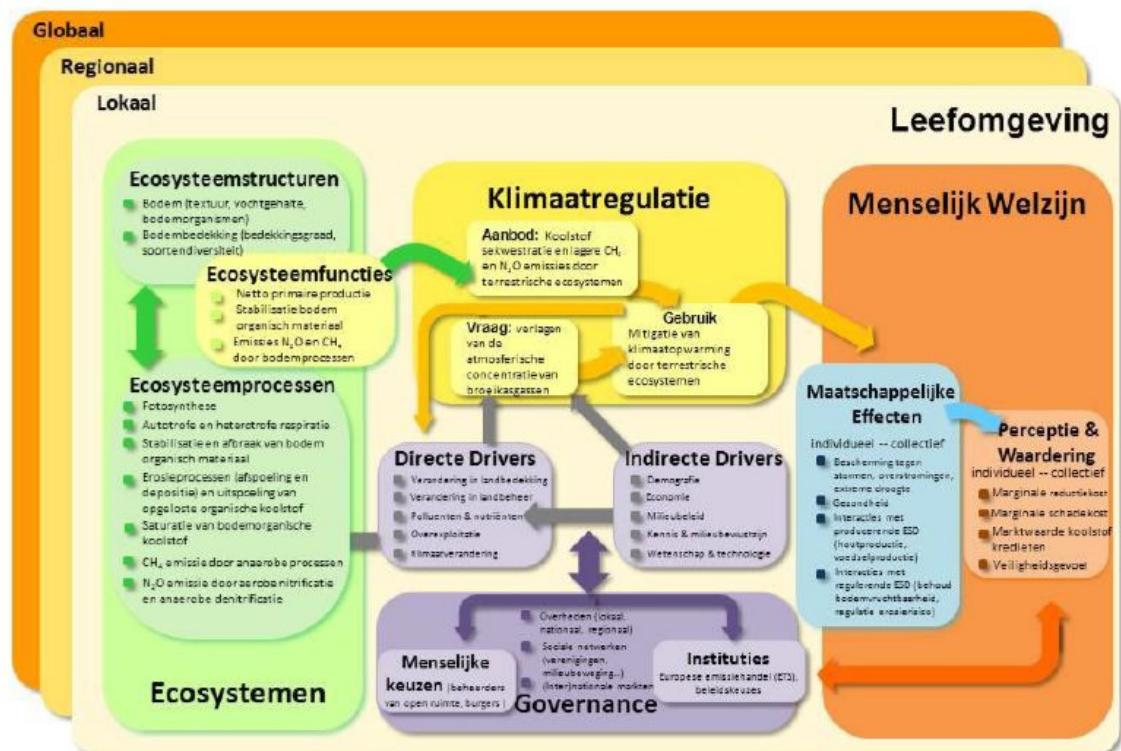 Globaal
Regionaal
Lokaal
Leefomgeving
Ecosysteemstructuren
Bodem (textuur, vochtgehalte,
bodemorganismen)
Bodembedekking (bedekkingsgraad,
soortendiversiteit)
Ecosysteemfuncties
Netto primaire productie
Stabilisatie bodem
organisch materiaal
Emissies N₂O en CH₄
door bodemprocessen
Ecosysteemprocessen
Fotosynthese
Autotrofe en heterotrofe respiratie
Stabilisatie en afbraak van bodem
organisch materiaal
Erosieprocessen (afspoeling en
depositie) en uitspoeling van
opgeloste organische koolstof
Saturatie van bodemorganische
koolstof
CH₄ emissie door anaerobe processen
N₂O emissie door aerobe nitrificatie
en anaerobe denitrificatie
Ecosystemen
Klimaatregulatie
Aanbod: Koolstof
sekwestratie en lagere CH₄
en N₂O emissies door
terrestrische ecosystemen
Vraag: verlagen
van de
atmosferische
concentratie van
broeikasgassen
Gebruik
Mitigatie van
klimaatopwarming
door terrestrische
ecosystemen
Directe Drivers
Verandering in landbedekking
Verandering in landbeheer
Polluenten & nutriënten
Overexploitatie
Klimaatverandering
Indirecte Drivers
Demografie
Economie
Milieubeleid
Kennis & milieubewustzijn
Wetenschap & technologie
Overheden (lokaal,
nationaal, regionaal)
Sociale netwerken
(verenigingen,
milieubeweging...)
(Inter)nationale markten
Menselijke
keuzen (beheerders
van open ruimte, burgers )
Instituties
Europese emissiehandel (ETS),
beleidskeuzes
Governance
Menselijk Welzijn
Maatschappelijke
Effecten
individueel -- collectief
Bescherming tegen
stormen, overstromingen,
extreme droogte
Gezondheid
Interacties met
producerende ESD
(houtproductie,
voedselproductie)
Interacties met
regulerende ESD (behoud
bodemvruchtbaarheid,
regulatie erosierisico)
Perceptie &
Waardering
individueel -- collectief
Marginale reductiekost
Marginale schadekost
Marktwaarde koolstof
kredieten
Veiligheidsgevoel